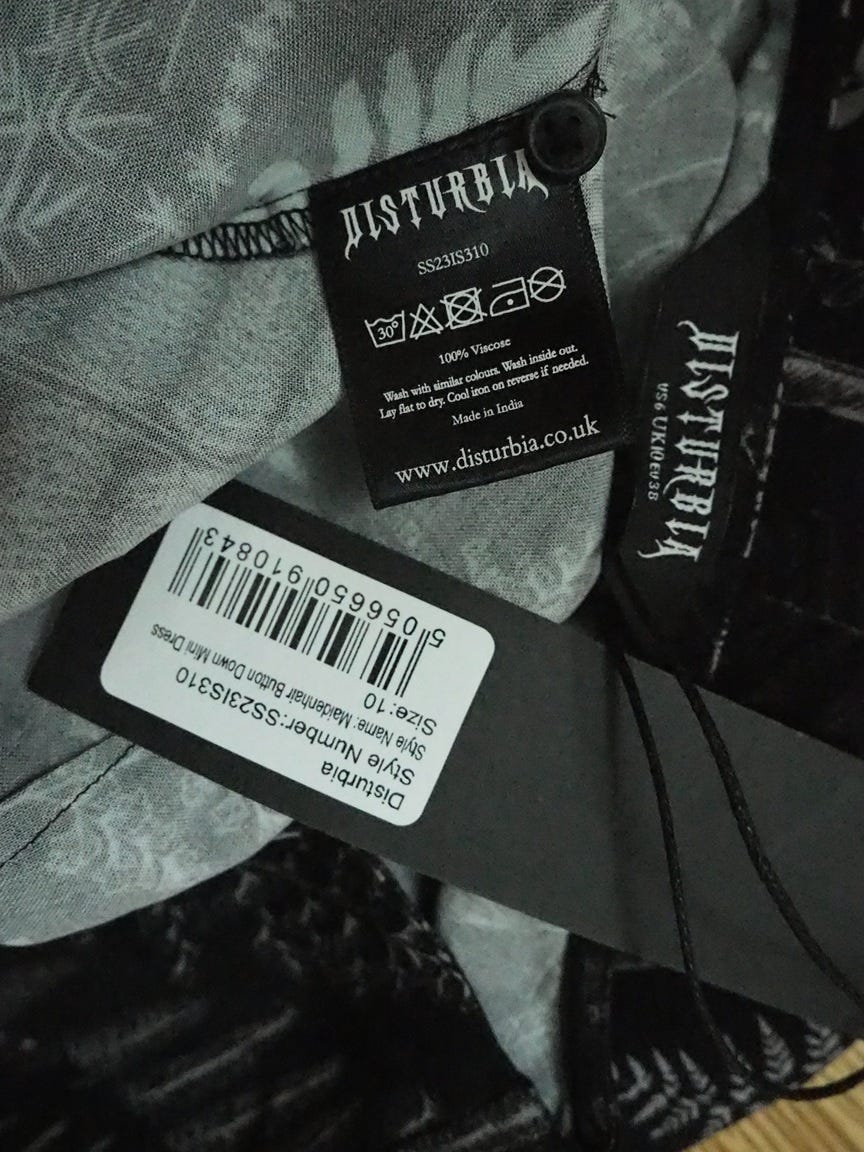 DISTURBIA
SS23IS310
30°
100% Viscose
Wash with similar colours. Wash inside out.
Lay flat to dry. Cool iron on reverse if needed.
Made in India
www.disturbia.co.uk
DISTURBIA
US6 UK10 EU38
Disturbia
Style Number:SS23IS310
Style Name: Maidenhair Button Down Mini Dress
Size:10
5 056650 910843